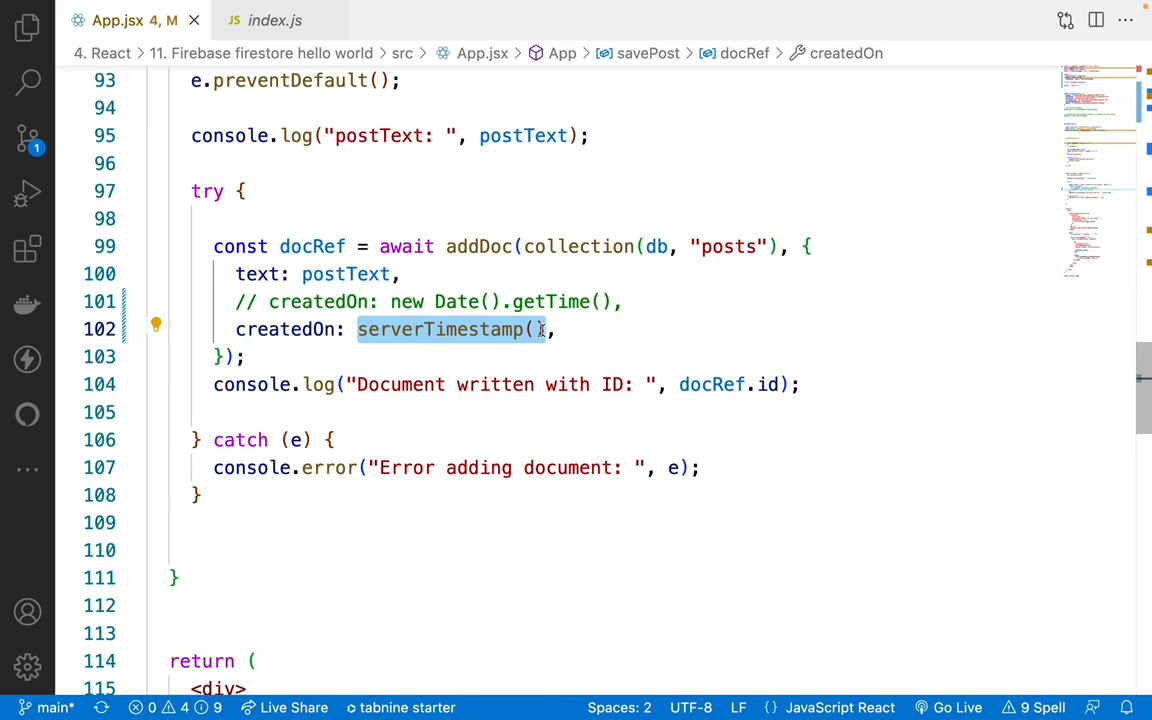 App.jsx 4, M
JS index.js
4. React > 11. Firebase firestore hello world > src > App.jsx > App > savePost > docRef > createdOn
93 e.preventDefault();
94
95 console.log("postText: ", postText);
96
97 try {
98
99 const docRef = await addDoc(collection(db, "posts"), {
100 text: postText,
101 // createdOn: new Date().getTime(),
102 createdOn: serverTimestamp(),
103 });
104 console.log("Document written with ID: ", docRef.id);
105
106 } catch (e) {
107 console.error("Error adding document: ", e);
108 }
109
110
111 }
112
113
114 return (
115 <div>
1
main* 0 4 9 Live Share tabnine starter Spaces: 2 UTF-8 LF {} JavaScript React Go Live 9 Spell